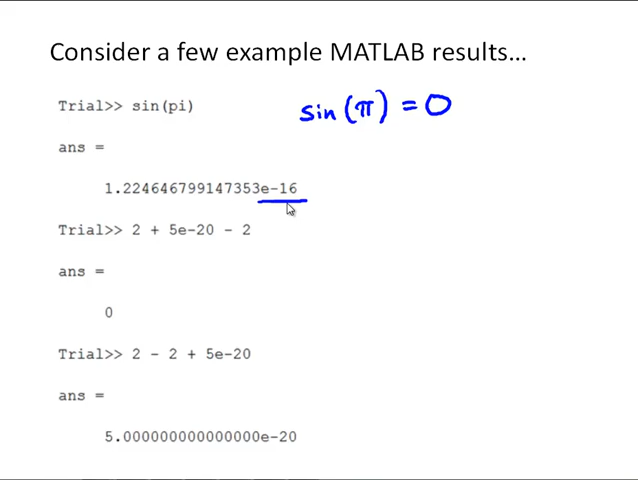 Consider a few example MATLAB results…
Trial>> sin(pi)
sin(π) = 0
ans =
1.224646799147353e-16
Trial>> 2 + 5e-20 - 2
ans =
0
Trial>> 2 - 2 + 5e-20
ans =
5.000000000000000e-20